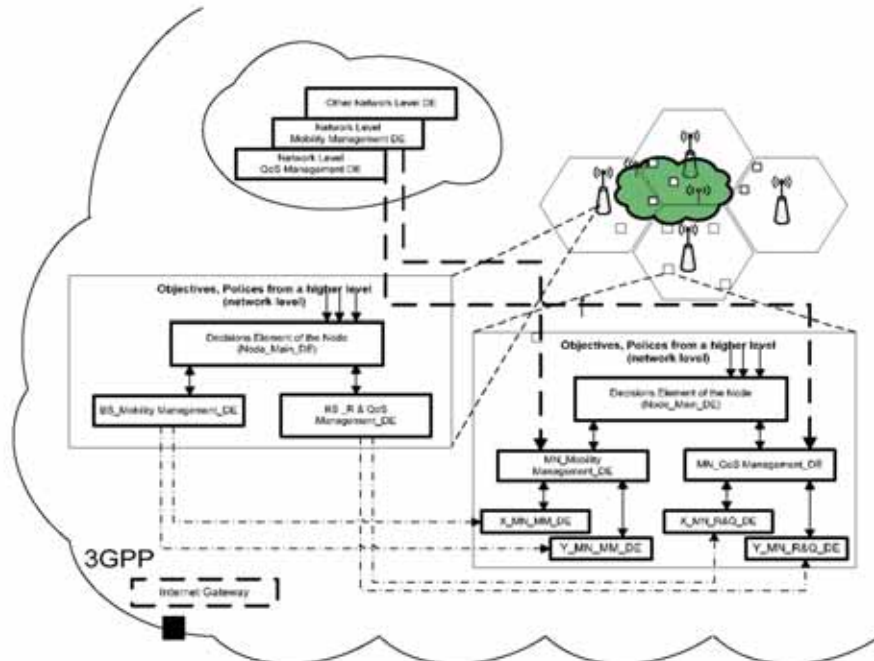 Other Network Level DE
Network Level
Mobility Management DE
Network Level
QoS Management DE
Objectives, Polices from a higher level
(network level)
Decisions Element of the Node
(Node_Main_DE)
BS_Mobility Management_DE
BS _R & QoS
Management_DE
Objectives, Polices from a higher level
(network level)
Decisions Element of the Node
(Node_Main_DE)
MN_Mobility
Management_DE
MN_QoS Management_DE
X_MN_MM_DE
X_MN_R&Q_DE
Y_MN_MM_DE
Y_MN_R&Q_DE
3GPP
Internet Gateway